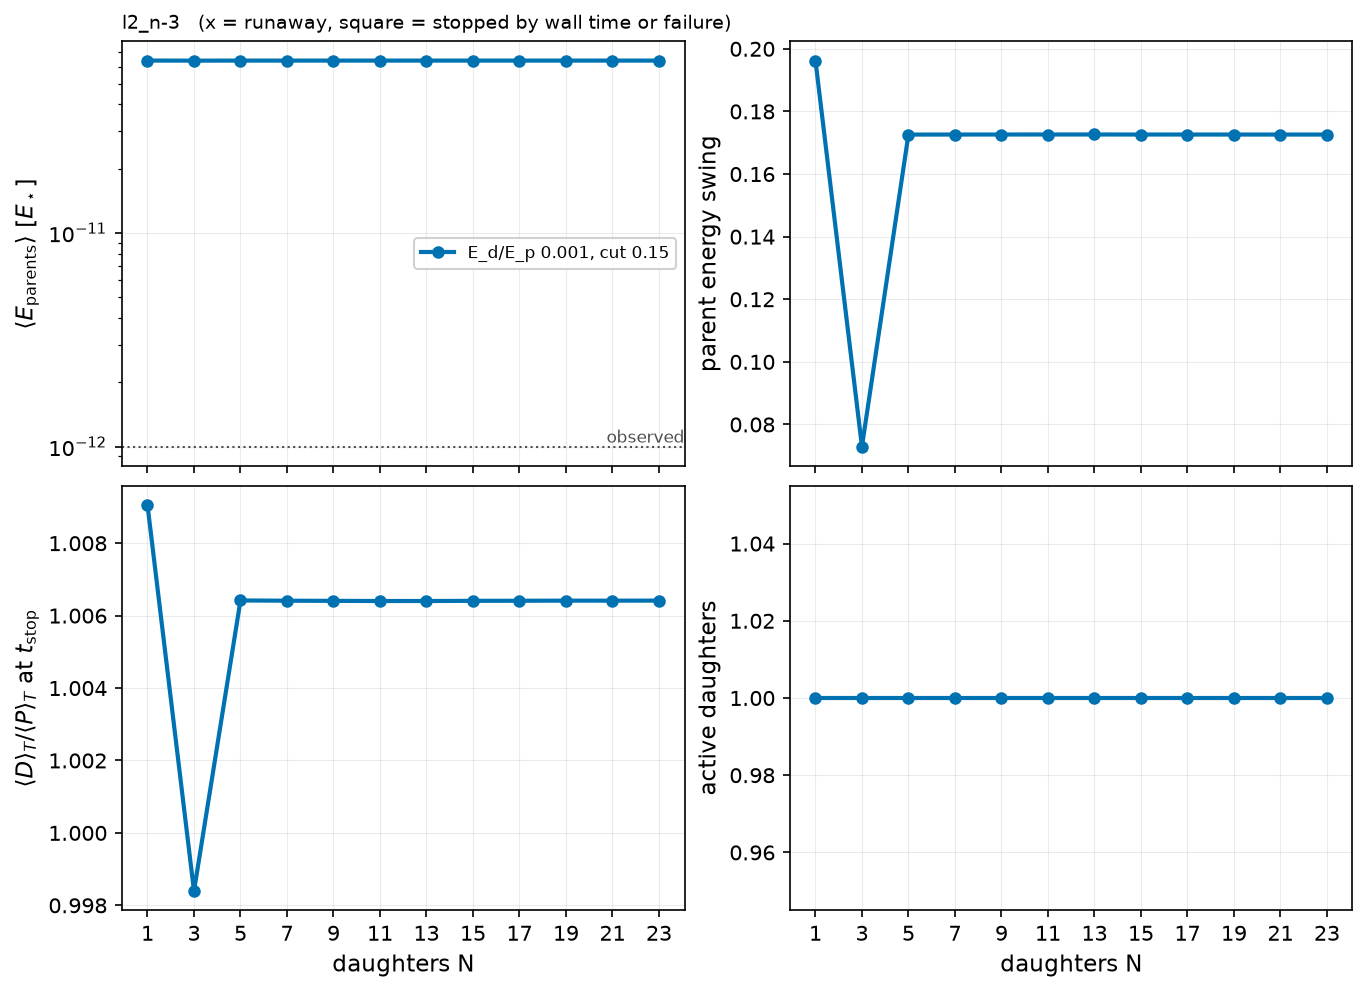 l2_n-3   (x = runaway, square = stopped by wall time or failure)
⟨E_parents⟩ [E_⋆]
10^−11
10^−12
E_d/E_p 0.001, cut 0.15
observed
parent energy swing
0.20
0.18
0.16
0.14
0.12
0.10
0.08
⟨D⟩_T/⟨P⟩_T at t_stop
1.008
1.006
1.004
1.002
1.000
0.998
1 3 5 7 9 11 13 15 17 19 21 23
daughters N
active daughters
1.04
1.02
1.00
0.98
0.96
1 3 5 7 9 11 13 15 17 19 21 23
daughters N